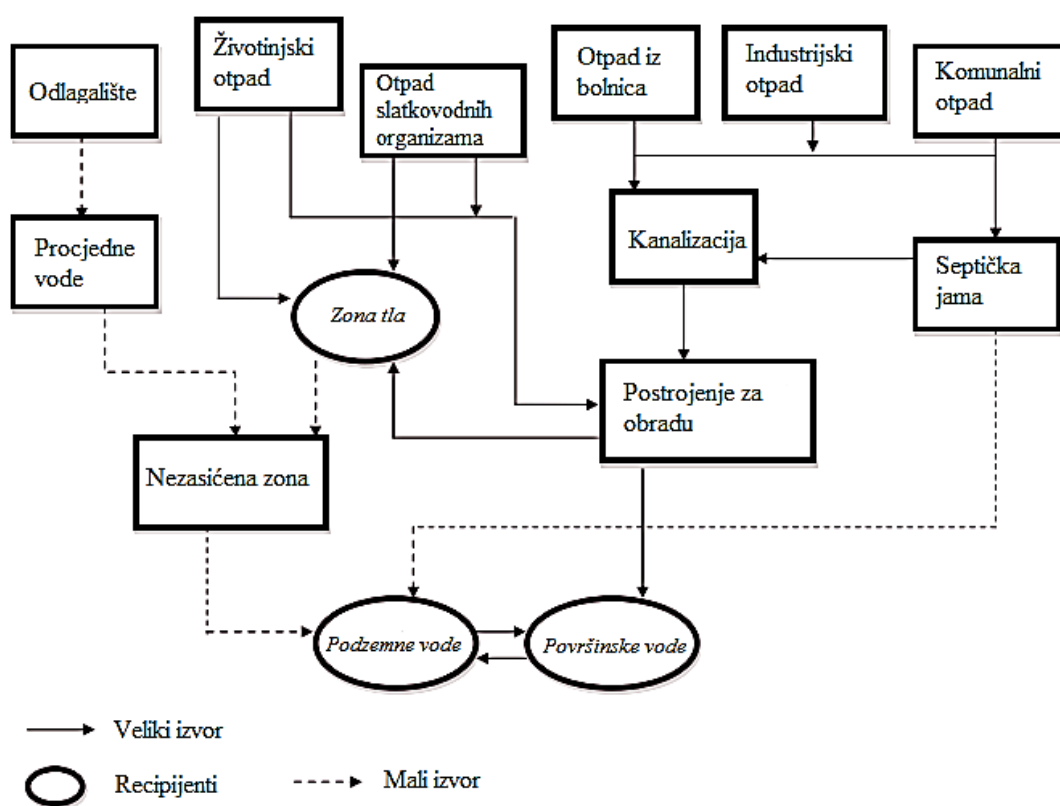 Odlagalište
Životinjski
otpad
Otpad
slatkovodnih
organizama
Otpad iz
bolnica
Industrijski
otpad
Komunalni
otpad
Procjedne
vode
Kanalizacija
Septička
jama
Zona tla
Postrojenje za
obradu
Nezasićena zona
Podzemne vode
Površinske vode
Veliki izvor
Recipijenti
Mali izvor